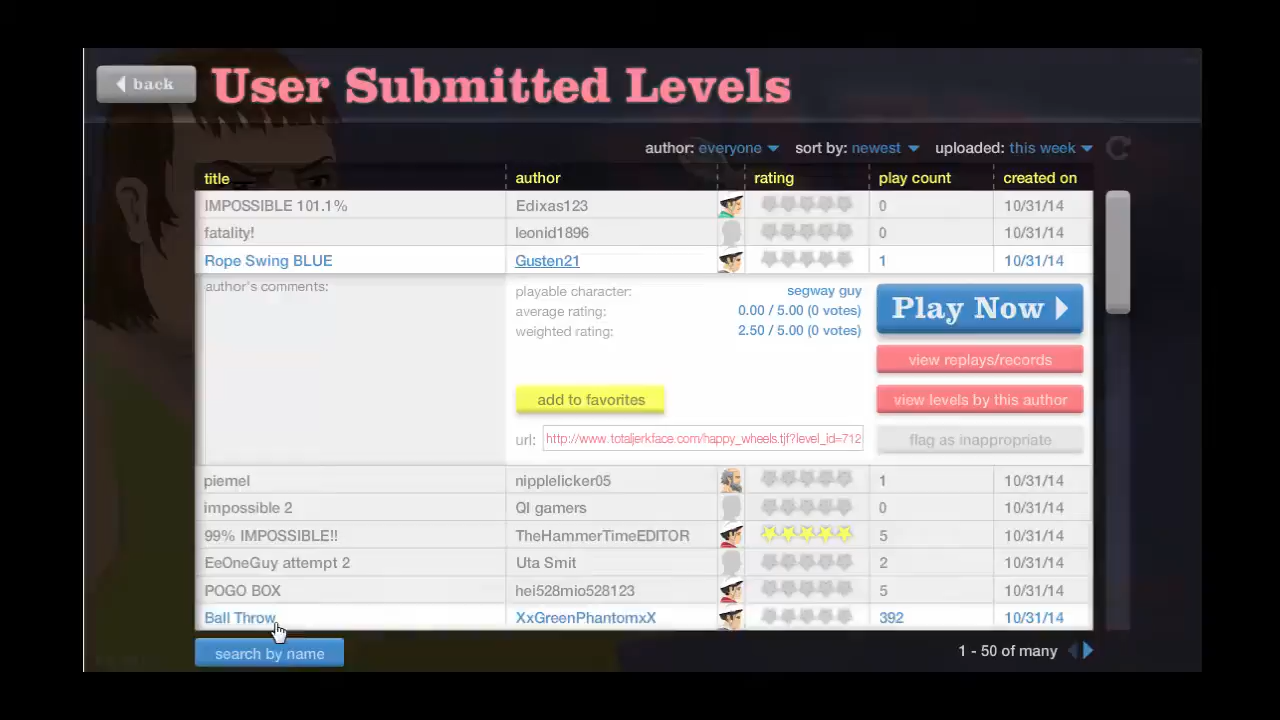 back
User Submitted Levels
author: everyone sort by: newest uploaded: this week
title author rating play count created on
IMPOSSIBLE 101.1% Edixas123 0 10/31/14
fatality! leonid1896 0 10/31/14
Rope Swing BLUE Gusten21 1 10/31/14
author's comments:
playable character: segway guy
average rating: 0.00 / 5.00 (0 votes)
weighted rating: 2.50 / 5.00 (0 votes)
add to favorites
url: http://www.totaljerkface.com/happy_wheels.tjf?level_id=712
Play Now
view replays/records
view levels by this author
flag as inappropriate
piemel nipplelicker05 1 10/31/14
impossible 2 QI gamers 0 10/31/14
99% IMPOSSIBLE!! TheHammerTimeEDITOR 5 10/31/14
EeOneGuy attempt 2 Uta Smit 2 10/31/14
POGO BOX hei528mio528123 5 10/31/14
Ball Throw XxGreenPhantomxX 392 10/31/14
search by name
1 - 50 of many